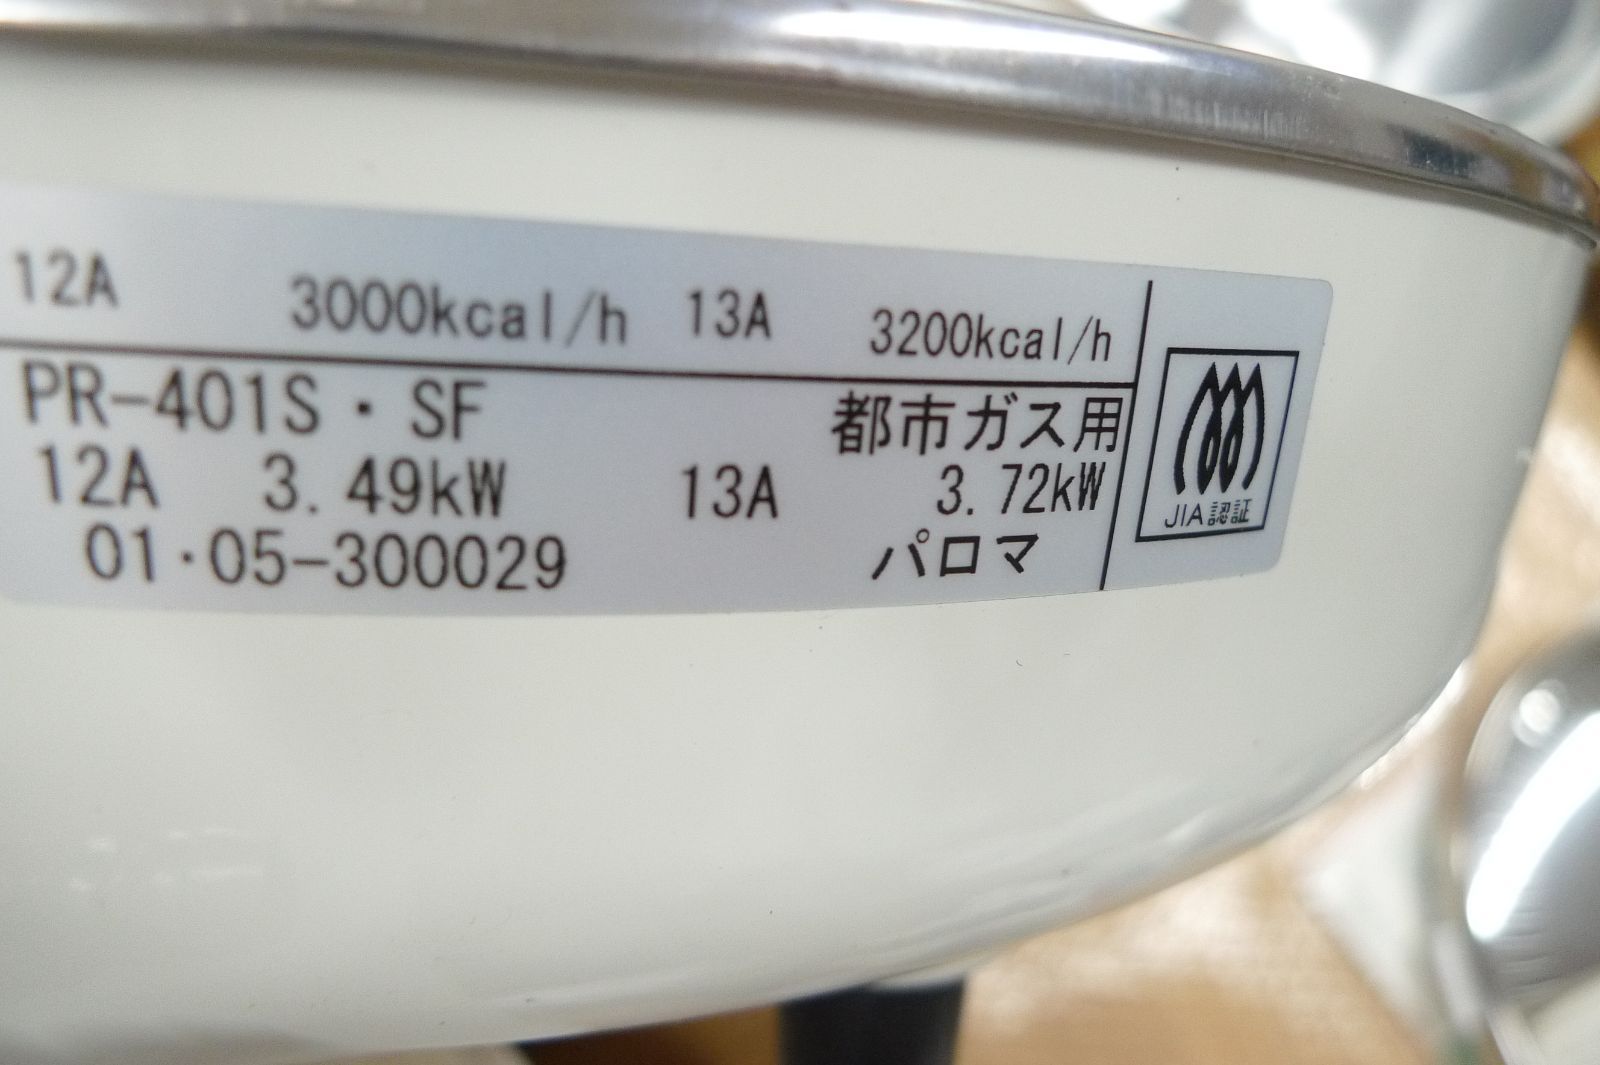 12A 3000kcal/h 13A 3200kcal/h
PR-401S・SF 都市ガス用
12A 3.49kW 13A 3.72kW
01・05-300029 パロマ
JIA認証